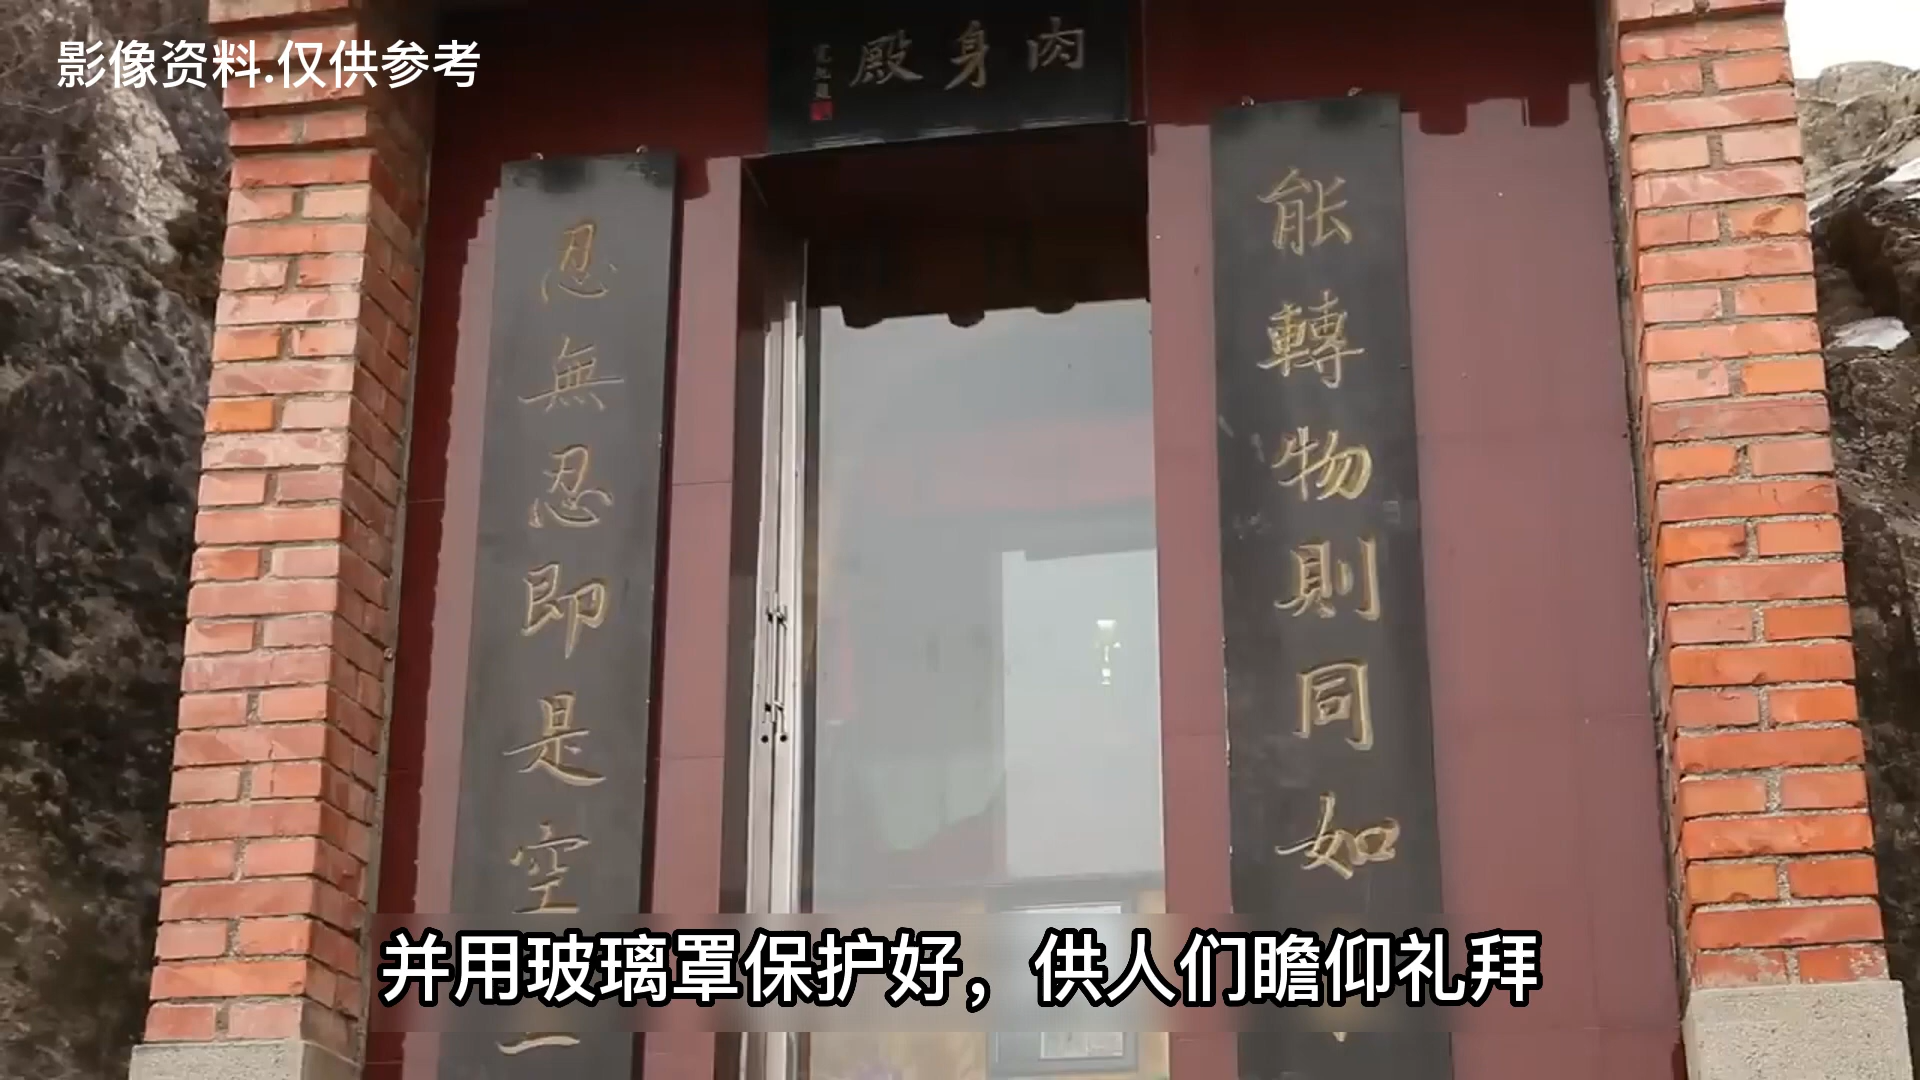 影像资料.仅供参考
肉身殿
能轉物則同如
忍無忍即是空
并用玻璃罩保护好，供人们瞻仰礼拜